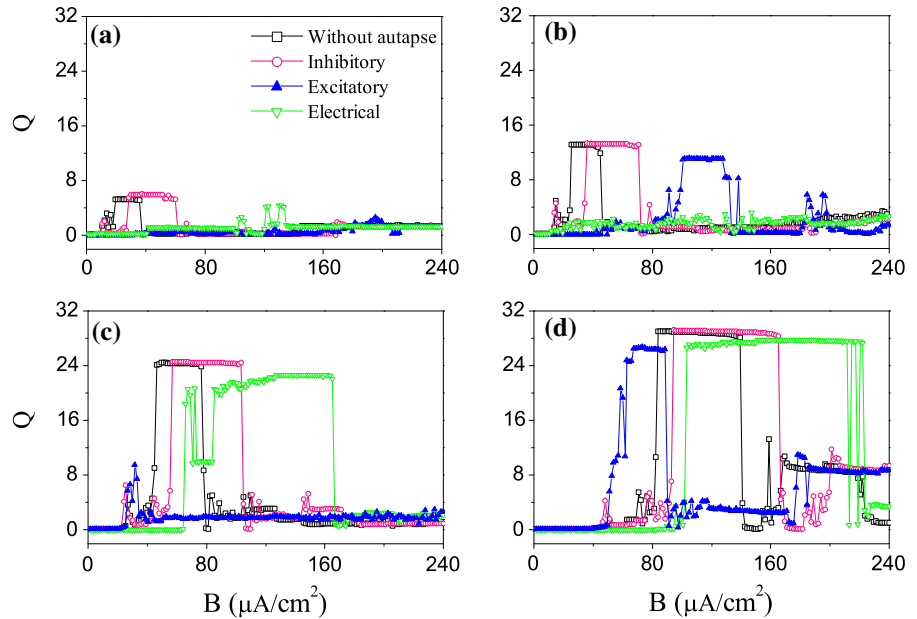 (a)
Without autapse
Inhibitory
Excitatory
Electrical
32
24
16
8
0
Q
0 80 160 240
(b)
32
24
16
8
0
0 80 160 240
(c)
32
24
16
8
0
Q
0 80 160 240
B (μA/cm²)
(d)
32
24
16
8
0
0 80 160 240
B (μA/cm²)